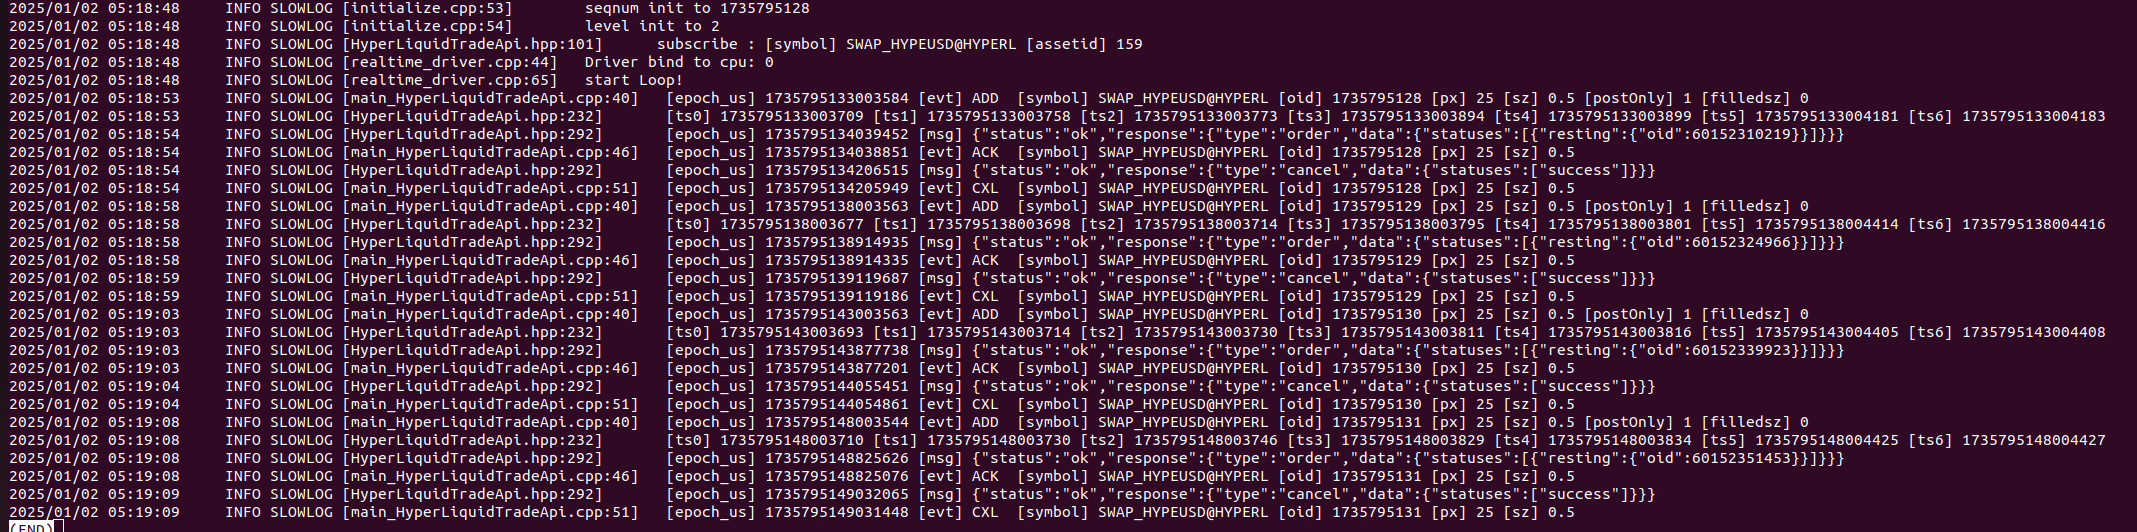 2025/01/02 05:18:48 INFO SLOWLOG [initialize.cpp:53] seqnum init to 1735795128
2025/01/02 05:18:48 INFO SLOWLOG [initialize.cpp:54] level init to 2
2025/01/02 05:18:48 INFO SLOWLOG [HyperLiquidTradeApi.hpp:101] subscribe : [symbol] SWAP_HYPEUSD@HYPERL [assetid] 159
2025/01/02 05:18:48 INFO SLOWLOG [realtime_driver.cpp:44] Driver bind to cpu: 0
2025/01/02 05:18:48 INFO SLOWLOG [realtime_driver.cpp:65] start Loop!
2025/01/02 05:18:53 INFO SLOWLOG [main_HyperLiquidTradeApi.cpp:40] [epoch_us] 1735795133003584 [evt] ADD [symbol] SWAP_HYPEUSD@HYPERL [oid] 1735795128 [px] 25 [sz] 0.5 [postOnly] 1 [filledsz] 0
2025/01/02 05:18:53 INFO SLOWLOG [HyperLiquidTradeApi.hpp:232] [ts0] 1735795133003709 [ts1] 1735795133003758 [ts2] 1735795133003773 [ts3] 1735795133003894 [ts4] 1735795133003899 [ts5] 1735795133004181 [ts6] 1735795133004183
2025/01/02 05:18:54 INFO SLOWLOG [HyperLiquidTradeApi.hpp:292] [epoch_us] 1735795134039452 [msg] {"status":"ok","response":{"type":"order","data":{"statuses":[{"resting":{"oid":60152310219}}]}}}
2025/01/02 05:18:54 INFO SLOWLOG [main_HyperLiquidTradeApi.cpp:46] [epoch_us] 1735795134038851 [evt] ACK [symbol] SWAP_HYPEUSD@HYPERL [oid] 1735795128 [px] 25 [sz] 0.5
2025/01/02 05:18:54 INFO SLOWLOG [HyperLiquidTradeApi.hpp:292] [epoch_us] 1735795134206515 [msg] {"status":"ok","response":{"type":"cancel","data":{"statuses":["success"]}}}
2025/01/02 05:18:54 INFO SLOWLOG [main_HyperLiquidTradeApi.cpp:51] [epoch_us] 1735795134205949 [evt] CXL [symbol] SWAP_HYPEUSD@HYPERL [oid] 1735795128 [px] 25 [sz] 0.5
2025/01/02 05:18:58 INFO SLOWLOG [main_HyperLiquidTradeApi.cpp:40] [epoch_us] 1735795138003563 [evt] ADD [symbol] SWAP_HYPEUSD@HYPERL [oid] 1735795129 [px] 25 [sz] 0.5 [postOnly] 1 [filledsz] 0
2025/01/02 05:18:58 INFO SLOWLOG [HyperLiquidTradeApi.hpp:232] [ts0] 1735795138003677 [ts1] 1735795138003698 [ts2] 1735795138003714 [ts3] 1735795138003795 [ts4] 1735795138003801 [ts5] 1735795138004414 [ts6] 1735795138004416
2025/01/02 05:18:58 INFO SLOWLOG [HyperLiquidTradeApi.hpp:292] [epoch_us] 1735795138914935 [msg] {"status":"ok","response":{"type":"order","data":{"statuses":[{"resting":{"oid":60152324966}}]}}}
2025/01/02 05:18:58 INFO SLOWLOG [main_HyperLiquidTradeApi.cpp:46] [epoch_us] 1735795138914335 [evt] ACK [symbol] SWAP_HYPEUSD@HYPERL [oid] 1735795129 [px] 25 [sz] 0.5
2025/01/02 05:18:59 INFO SLOWLOG [HyperLiquidTradeApi.hpp:292] [epoch_us] 1735795139119687 [msg] {"status":"ok","response":{"type":"cancel","data":{"statuses":["success"]}}}
2025/01/02 05:18:59 INFO SLOWLOG [main_HyperLiquidTradeApi.cpp:51] [epoch_us] 1735795139119186 [evt] CXL [symbol] SWAP_HYPEUSD@HYPERL [oid] 1735795129 [px] 25 [sz] 0.5
2025/01/02 05:19:03 INFO SLOWLOG [main_HyperLiquidTradeApi.cpp:40] [epoch_us] 1735795143003563 [evt] ADD [symbol] SWAP_HYPEUSD@HYPERL [oid] 1735795130 [px] 25 [sz] 0.5 [postOnly] 1 [filledsz] 0
2025/01/02 05:19:03 INFO SLOWLOG [HyperLiquidTradeApi.hpp:232] [ts0] 1735795143003693 [ts1] 1735795143003714 [ts2] 1735795143003730 [ts3] 1735795143003811 [ts4] 1735795143003816 [ts5] 1735795143004405 [ts6] 1735795143004408
2025/01/02 05:19:03 INFO SLOWLOG [HyperLiquidTradeApi.hpp:292] [epoch_us] 1735795143877738 [msg] {"status":"ok","response":{"type":"order","data":{"statuses":[{"resting":{"oid":60152339923}}]}}}
2025/01/02 05:19:03 INFO SLOWLOG [main_HyperLiquidTradeApi.cpp:46] [epoch_us] 1735795143877201 [evt] ACK [symbol] SWAP_HYPEUSD@HYPERL [oid] 1735795130 [px] 25 [sz] 0.5
2025/01/02 05:19:04 INFO SLOWLOG [HyperLiquidTradeApi.hpp:292] [epoch_us] 1735795144055451 [msg] {"status":"ok","response":{"type":"cancel","data":{"statuses":["success"]}}}
2025/01/02 05:19:04 INFO SLOWLOG [main_HyperLiquidTradeApi.cpp:51] [epoch_us] 1735795144054861 [evt] CXL [symbol] SWAP_HYPEUSD@HYPERL [oid] 1735795130 [px] 25 [sz] 0.5
2025/01/02 05:19:08 INFO SLOWLOG [main_HyperLiquidTradeApi.cpp:40] [epoch_us] 1735795148003544 [evt] ADD [symbol] SWAP_HYPEUSD@HYPERL [oid] 1735795131 [px] 25 [sz] 0.5 [postOnly] 1 [filledsz] 0
2025/01/02 05:19:08 INFO SLOWLOG [HyperLiquidTradeApi.hpp:232] [ts0] 1735795148003710 [ts1] 1735795148003730 [ts2] 1735795148003746 [ts3] 1735795148003829 [ts4] 1735795148003834 [ts5] 1735795148004425 [ts6] 1735795148004427
2025/01/02 05:19:08 INFO SLOWLOG [HyperLiquidTradeApi.hpp:292] [epoch_us] 1735795148825626 [msg] {"status":"ok","response":{"type":"order","data":{"statuses":[{"resting":{"oid":60152351453}}]}}}
2025/01/02 05:19:08 INFO SLOWLOG [main_HyperLiquidTradeApi.cpp:46] [epoch_us] 1735795148825076 [evt] ACK [symbol] SWAP_HYPEUSD@HYPERL [oid] 1735795131 [px] 25 [sz] 0.5
2025/01/02 05:19:09 INFO SLOWLOG [HyperLiquidTradeApi.hpp:292] [epoch_us] 1735795149032065 [msg] {"status":"ok","response":{"type":"cancel","data":{"statuses":["success"]}}}
2025/01/02 05:19:09 INFO SLOWLOG [main_HyperLiquidTradeApi.cpp:51] [epoch_us] 1735795149031448 [evt] CXL [symbol] SWAP_HYPEUSD@HYPERL [oid] 1735795131 [px] 25 [sz] 0.5
(END)